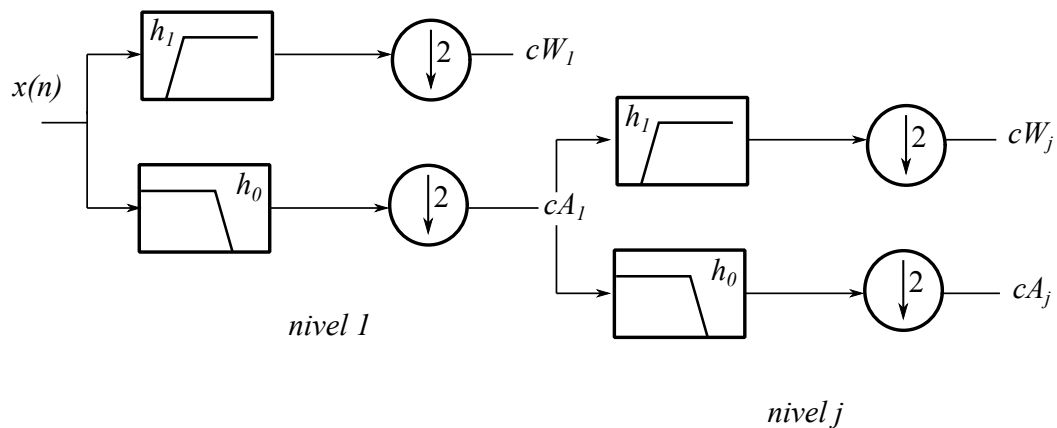 x(n)
h₁
2
cW₁
h₀
2
cA₁
nivel 1
h₁
2
cWⱼ
h₀
2
cAⱼ
nivel j